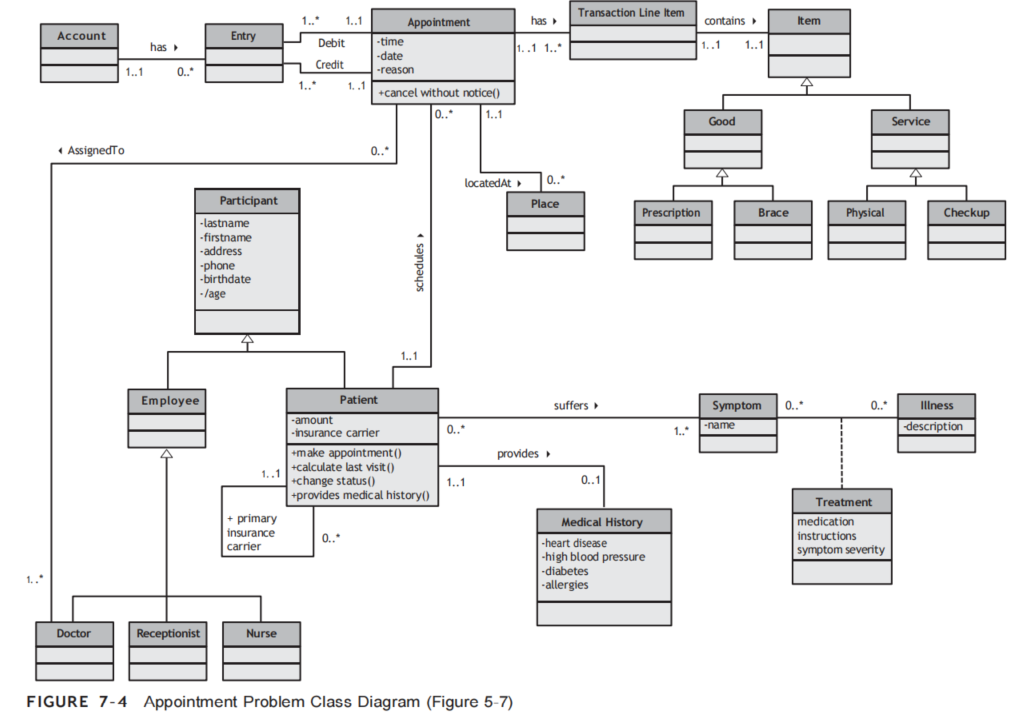 Account
has ▸
1..1
0..*
Entry
1..*
1..1
Debit
Credit
1..*
1..1
Appointment
-time
-date
-reason
+cancel without notice()
has ▸
1..1
1..*
Transaction Line Item
contains ▸
1..1
1..1
Item
Good
Service
Prescription
Brace
Physical
Checkup
◂ AssignedTo
0..*
0..*
1..1
locatedAt ▸
0..*
Place
Participant
-lastname
-firstname
-address
-phone
-birthdate
-/age
schedules ▸
1..1
Employee
Patient
-amount
-insurance carrier
+make appointment()
+calculate last visit()
+change status()
+provides medical history()
1..1
+ primary
insurance
carrier
0..*
suffers ▸
0..*
1..*
Symptom
-name
0..*
0..*
Illness
-description
provides ▸
1..1
0..1
Medical History
-heart disease
-high blood pressure
-diabetes
-allergies
Treatment
medication
instructions
symptom severity
1..*
Doctor
Receptionist
Nurse
FIGURE 7-4 Appointment Problem Class Diagram (Figure 5-7)